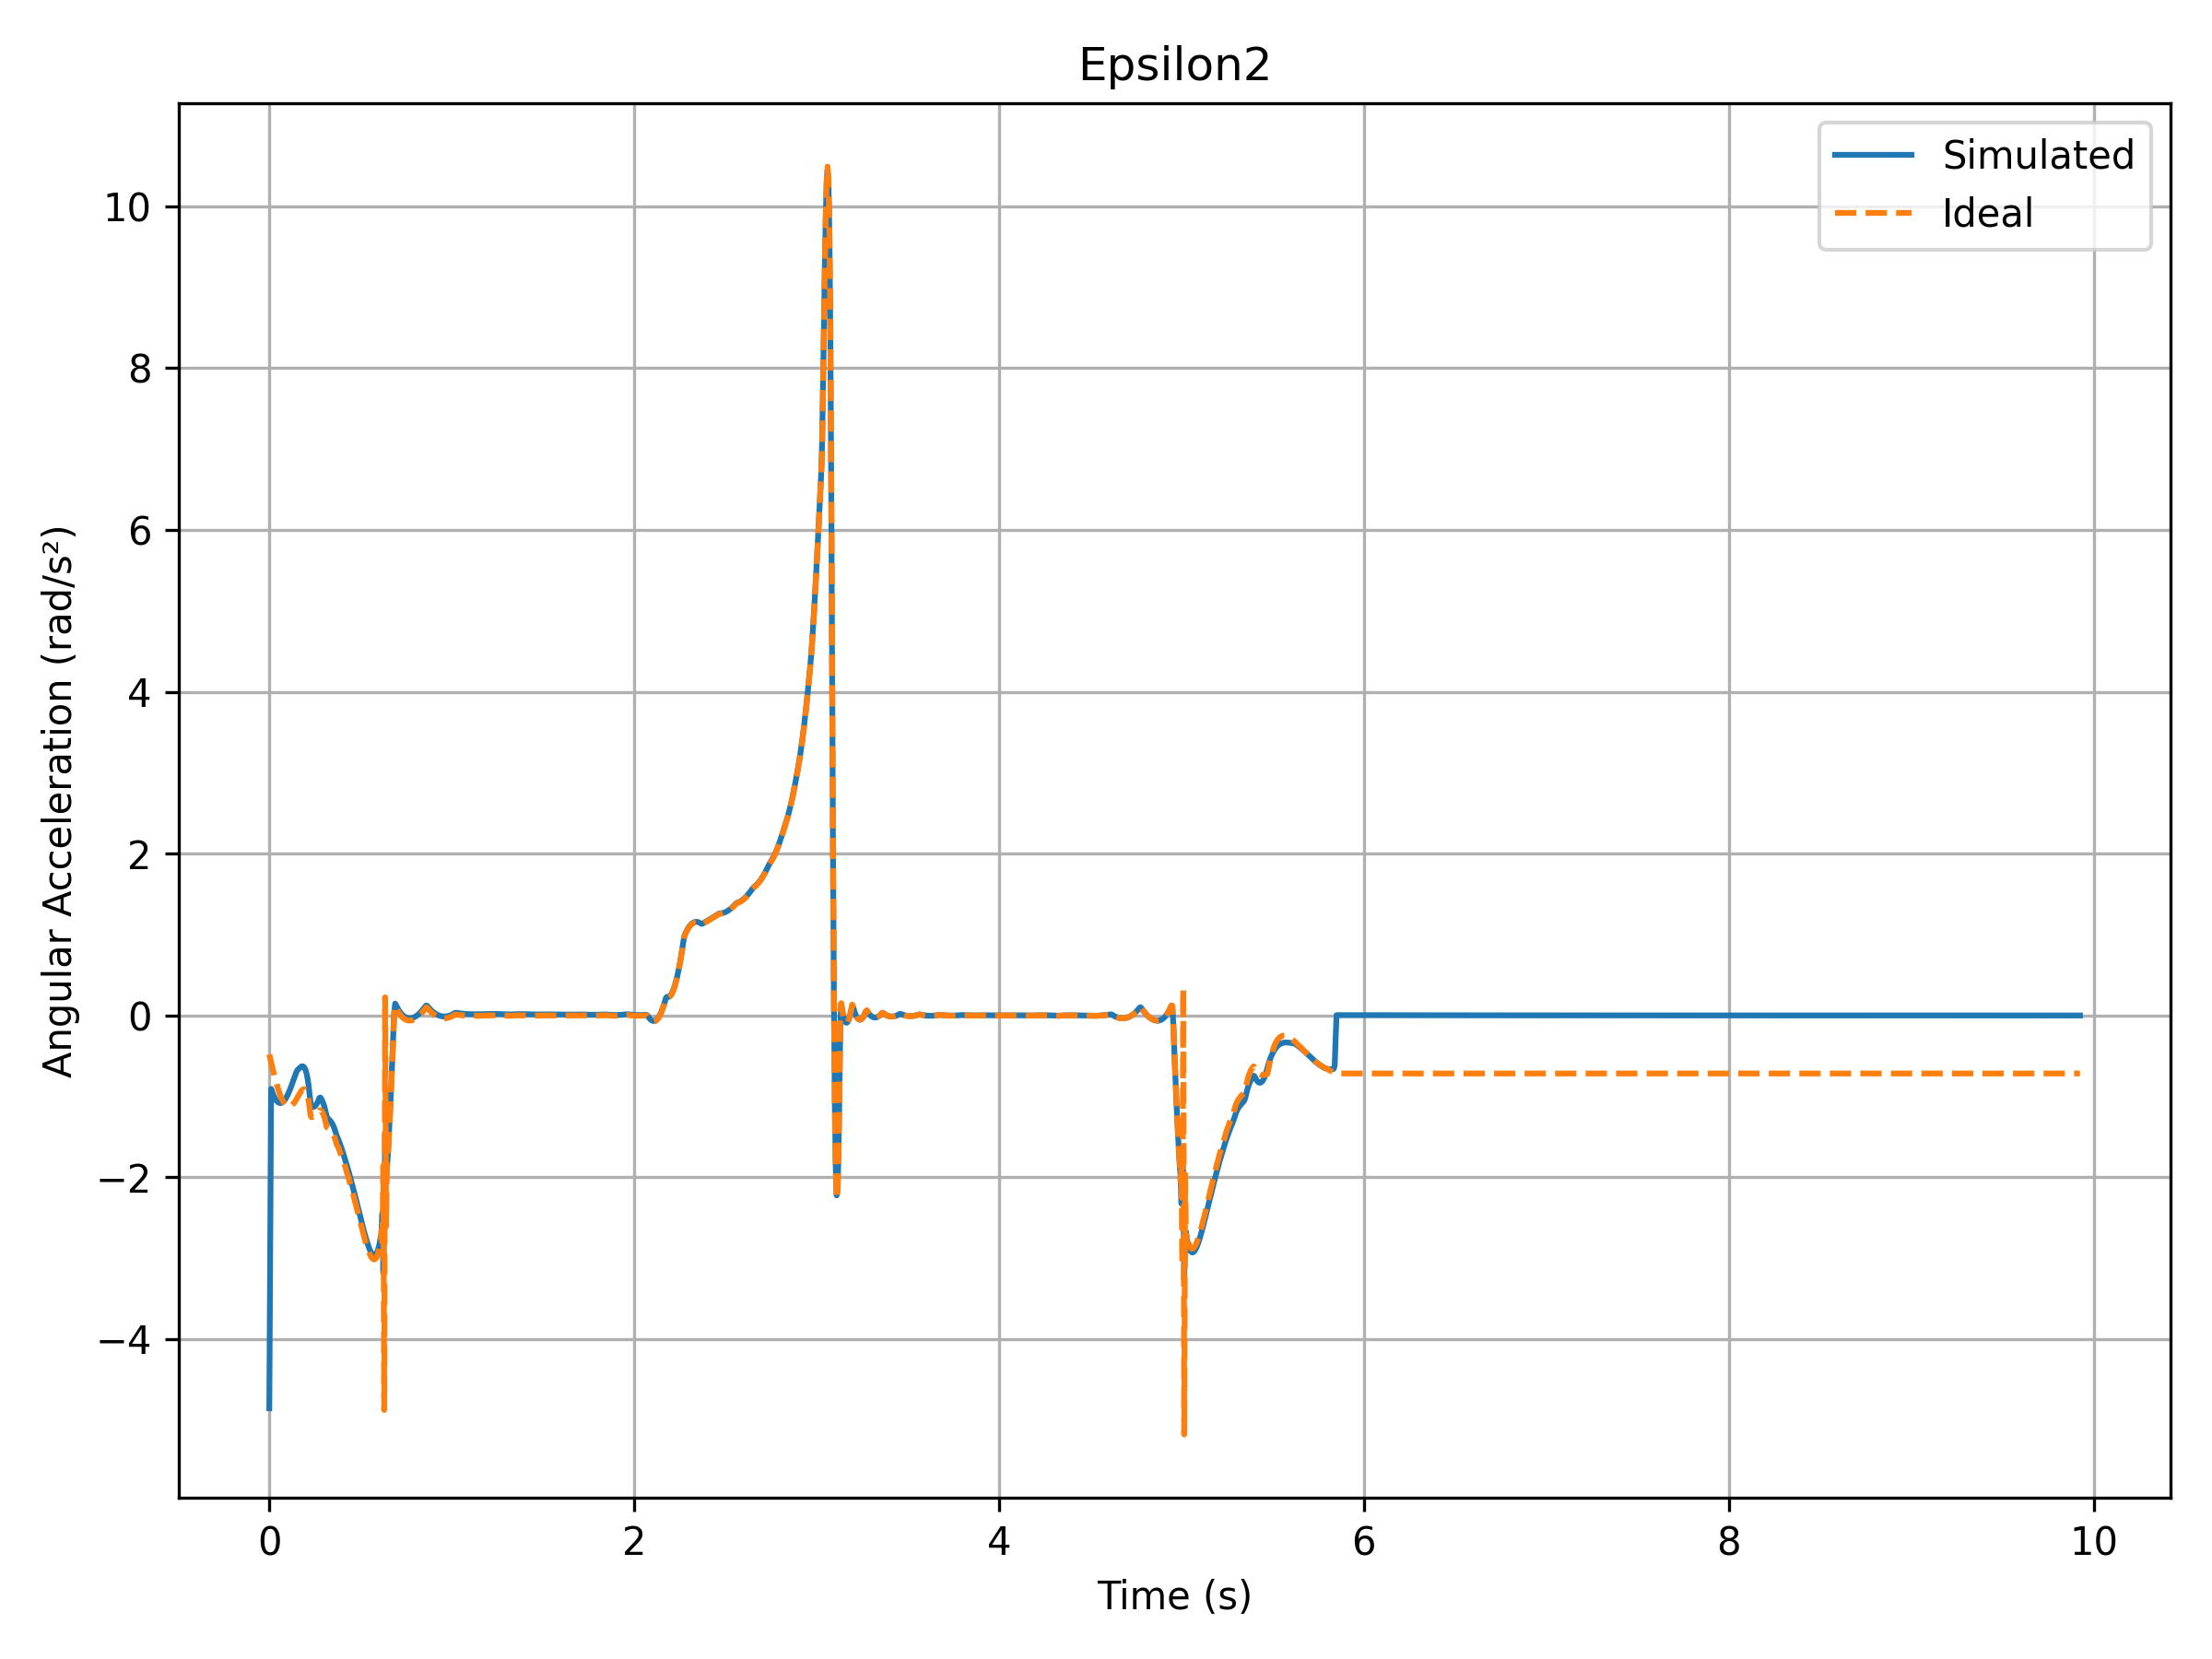 Epsilon2
Simulated
Ideal
10
8
6
4
2
0
−2
−4
Angular Acceleration (rad/s²)
0 2 4 6 8 10
Time (s)